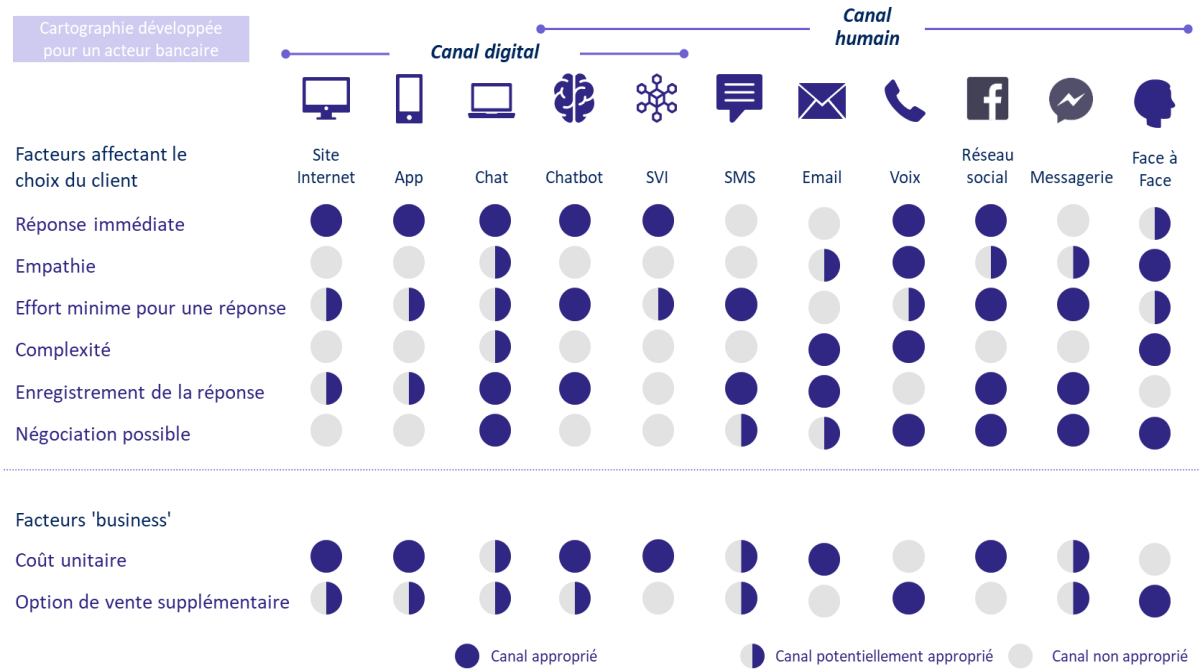 Cartographie développée
pour un acteur bancaire
Canal digital
Canal
humain
Facteurs affectant le
choix du client
Site
Internet
App
Chat
Chatbot
SVI
SMS
Email
Voix
Réseau
social
Messagerie
Face à
Face
Réponse immédiate
Empathie
Effort minime pour une réponse
Complexité
Enregistrement de la réponse
Négociation possible
Facteurs 'business'
Coût unitaire
Option de vente supplémentaire
Canal approprié
Canal potentiellement approprié
Canal non approprié